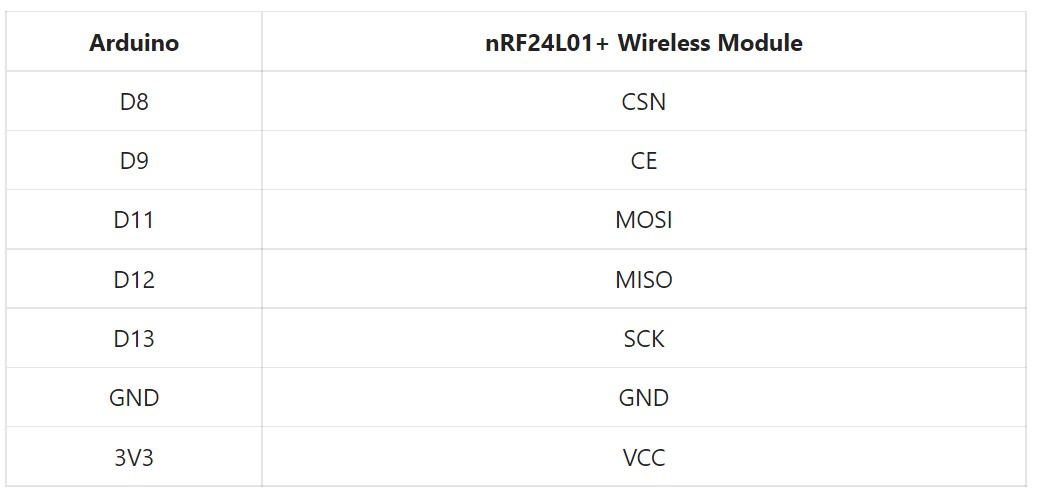 Arduino nRF24L01+ Wireless Module
D8 CSN
D9 CE
D11 MOSI
D12 MISO
D13 SCK
GND GND
3V3 VCC